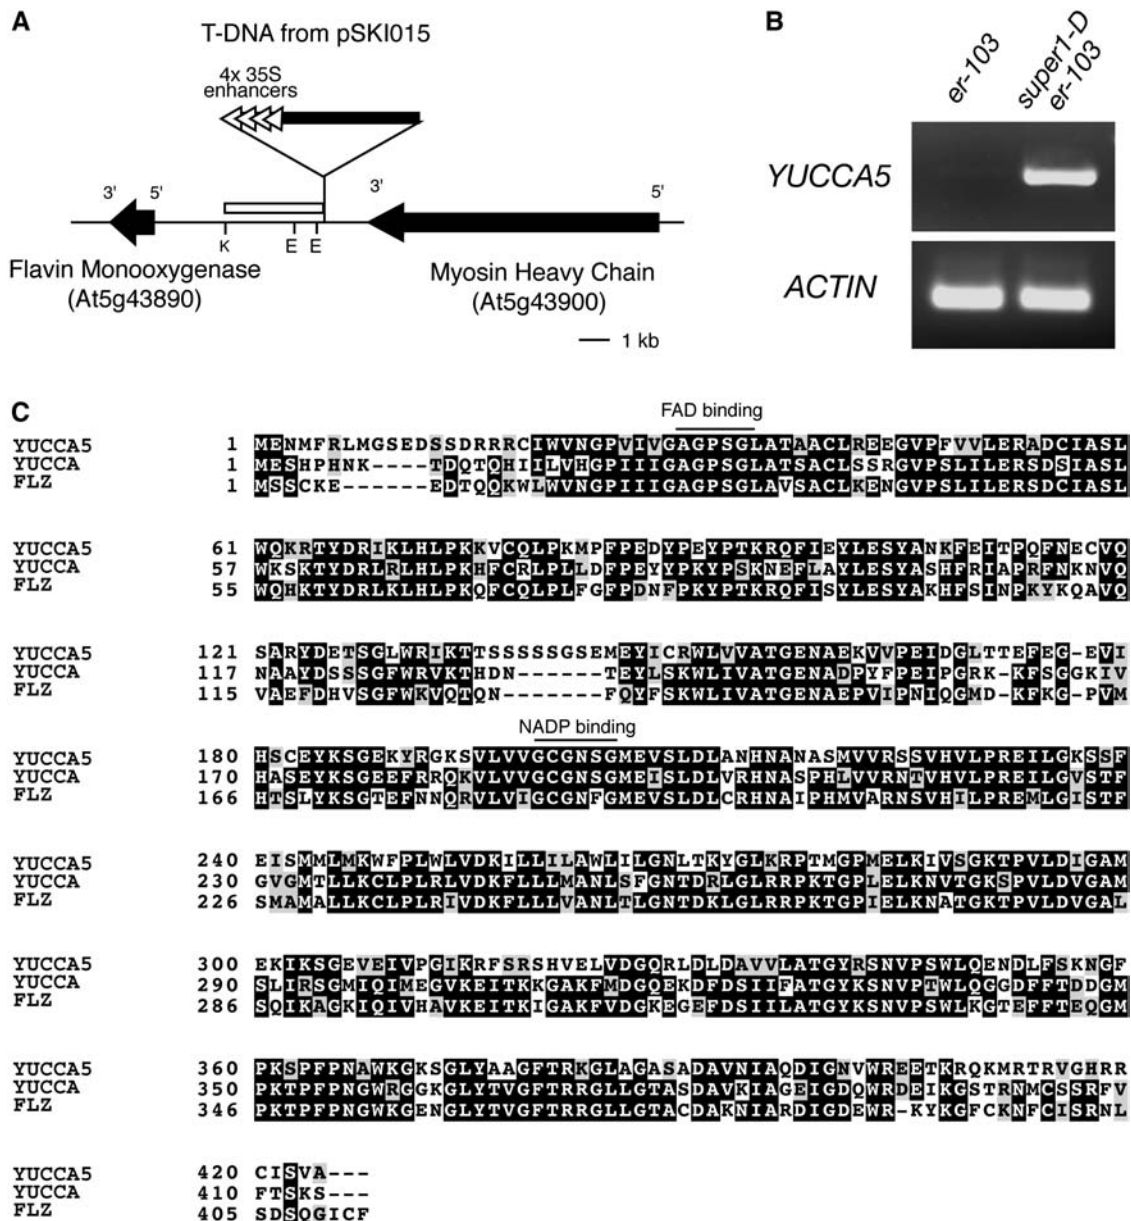 A
T-DNA from pSKI015
4x 35S
enhancers
3'
5'
3'
5'
K
E
E
Flavin Monooxygenase
(At5g43890)
Myosin Heavy Chain
(At5g43900)
1 kb
B
er-103
super1-D
er-103
YUCCA5
ACTIN
C
FAD binding
YUCCA5 1 MENMFRLMGSEDSSDRRRCIWVNGPVIVGAGPSGLATAACLREEGVPFVVLERADCIASL
YUCCA 1 MESHPHNK----TDQTQHIILVHGPIIIGAGPSGLATSACLSSRGVPSLILERSDSIASL
FLZ 1 MSSCKE------EDTQQKWLWVNGPIIIGAGPSGLAVSACLKENGVPSLILERSDCIASL
YUCCA5 61 WQKRTYDRIKLHLPKKVCQLPKMPFPEDYPEYPTKRQFIEYLESYANKFEITPQFNECVQ
YUCCA 57 WKSKTYDRLRLHLPKHFCRLPLLDFPEYYPKYPSKNEFLAYLESYASHFRIAPRFNKNVQ
FLZ 55 WQHKTYDRLKLHLPKQFCQLPLFGFPDNFPKYPTKRQFISYLESYAKHFSINPKYKQAVQ
YUCCA5 121 SARYDETSGLWRIKTTSSSSSGSEMEYICRWLVVATGENAEKVVPEIDGLTTEFEG-EVI
YUCCA 117 NAAYDSSSGFWRVKTHDN------TEYLSKWLIVATGENADPYFPEIPGRK-KFSGGKIV
FLZ 115 VAEFDHVSGFWKVQTQN-------FQYFSKWLIVATGENAEPVIPNIQGMD-KFKG-PVM
NADP binding
YUCCA5 180 HSCEYKSGEKYRGKSVLVVGCGNSGMEVSLDLANHNANASMVVRSSVHVLPREILGKSSF
YUCCA 170 HASEYKSGEEFRRQKVLVVGCGNSGMEISLDLVRHNASPHLVVRNTVHVLPREILGVSTF
FLZ 166 HTSLYKSGTEFNNQRVLVIGCGNFGMEVSLDLCRHNAIPHMVARNSVHILPREMLGISTF
YUCCA5 240 EISMMLMKWFPLWLVDKILLILAWLILGNLTKYGLKRPTMGPMELKIVSGKTPVLDIGAM
YUCCA 230 GVGMTLLKCLPLRLVDKFLLLMANLSFGNTDRLGLRRPKTGPLELKNVTGKSPVLDVGAM
FLZ 226 SMAMALLKCLPLRIVDKFLLLVANLTLGNTDKLGLRRPKTGPIELKNATGKTPVLDVGAL
YUCCA5 300 EKIKSGEVEIVPGIKRFSRSHVELVDGQRLDLDAVVLATGYRSNVPSWLQENDLFSKNGF
YUCCA 290 SLIRSGMIQIMEGVKEITKKGAKFMDGQEKDFDSIIFATGYKSNVPTWLQGGDFFTDDGM
FLZ 286 SQIKAGKIQIVHAVKEITKIGAKFVDGKEGEFDSIILATGYKSNVPSWLKGTEFFTEQGM
YUCCA5 360 PKSPFPNAWKGKSGLYAAGFTRKGLAGASADAVNIAQDIGNVWREETKRQKMRTRVGHRR
YUCCA 350 PKTPFPNGWRGGKGLYTVGFTRRGLLGTASDAVKIAGEIGDQWRDEIKGSTRNMCSSRFV
FLZ 346 PKTPFPNGWKGENGLYTVGFTRRGLLGTACDAKNIARDIGDEWR-KYKGFCKNFCISRNL
YUCCA5 420 CISVA---
YUCCA 410 FTSKS---
FLZ 405 SDSQGICF